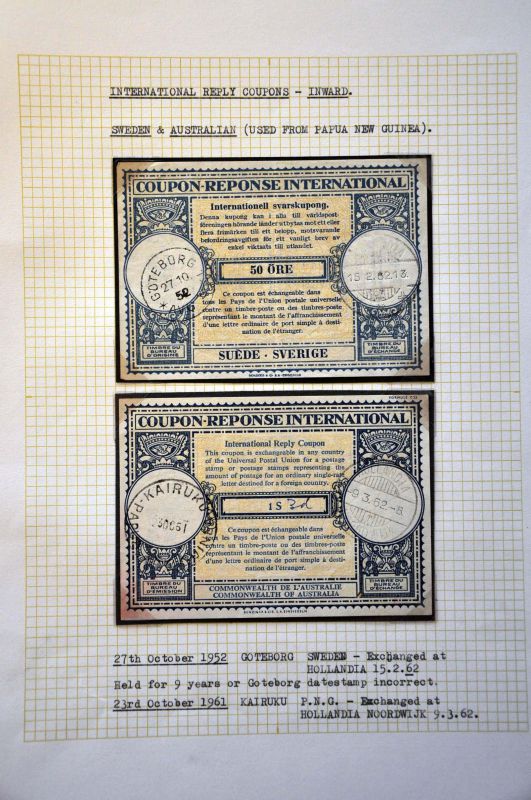 INTERNATIONAL REPLY COUPONS - INWARD.
SWEDEN & AUSTRALIAN (USED FROM PAPUA NEW GUINEA).
COUPON-REPONSE INTERNATIONAL
Internationell svarskupong.
Denna kupong kan i alla till världspost-
föreningen hörande länder utbytas mot ett eller
flera frimärken till ett belopp, motsvarande
befordringsavgiften för ett vanligt brev av
enkel vikt till utlandet.
GÖTEBORG
27.10.
52
15.2.62.13.
50 ÖRE
Ce coupon est échangeable dans
tous les Pays de l'Union postale universelle
contre un timbre-poste ou des timbres-poste
représentant le montant de l'affranchissement
d'une lettre ordinaire de port simple à desti-
nation de l'étranger.
TIMBRE DU
BUREAU
D'ORIGINE
SUÈDE · SVERIGE
TIMBRE DU
BUREAU
D'ÉCHANGE
COUPON-REPONSE INTERNATIONAL
International Reply Coupon
This coupon is exchangeable in any country
of the Universal Postal Union for a postage
stamp or postage stamps representing the
amount of postage for an ordinary single-rate
letter destined for a foreign country.
KAIRUKU
9.3.62.-8.
1S 3d
Ce coupon est échangeable dans
tous les Pays de l'Union postale universelle
contre un timbre-poste ou des timbres-poste
représentant le montant de l'affranchissement
d'une lettre ordinaire de port simple à desti-
nation de l'étranger.
TIMBRE DU
BUREAU
D'ÉMISSION
COMMONWEALTH DE L'AUSTRALIE
COMMONWEALTH OF AUSTRALIA
TIMBRE DU
BUREAU
D'ÉCHANGE
27th October 1952 GOTEBORG SWEDEN - Exchanged at
HOLLANDIA 15.2.62
Held for 9 years or Goteborg datestamp incorrect.
23rd October 1961 KAIRUKU P.N.G. - Exchanged at
HOLLANDIA NOORDWIJK 9.3.62.